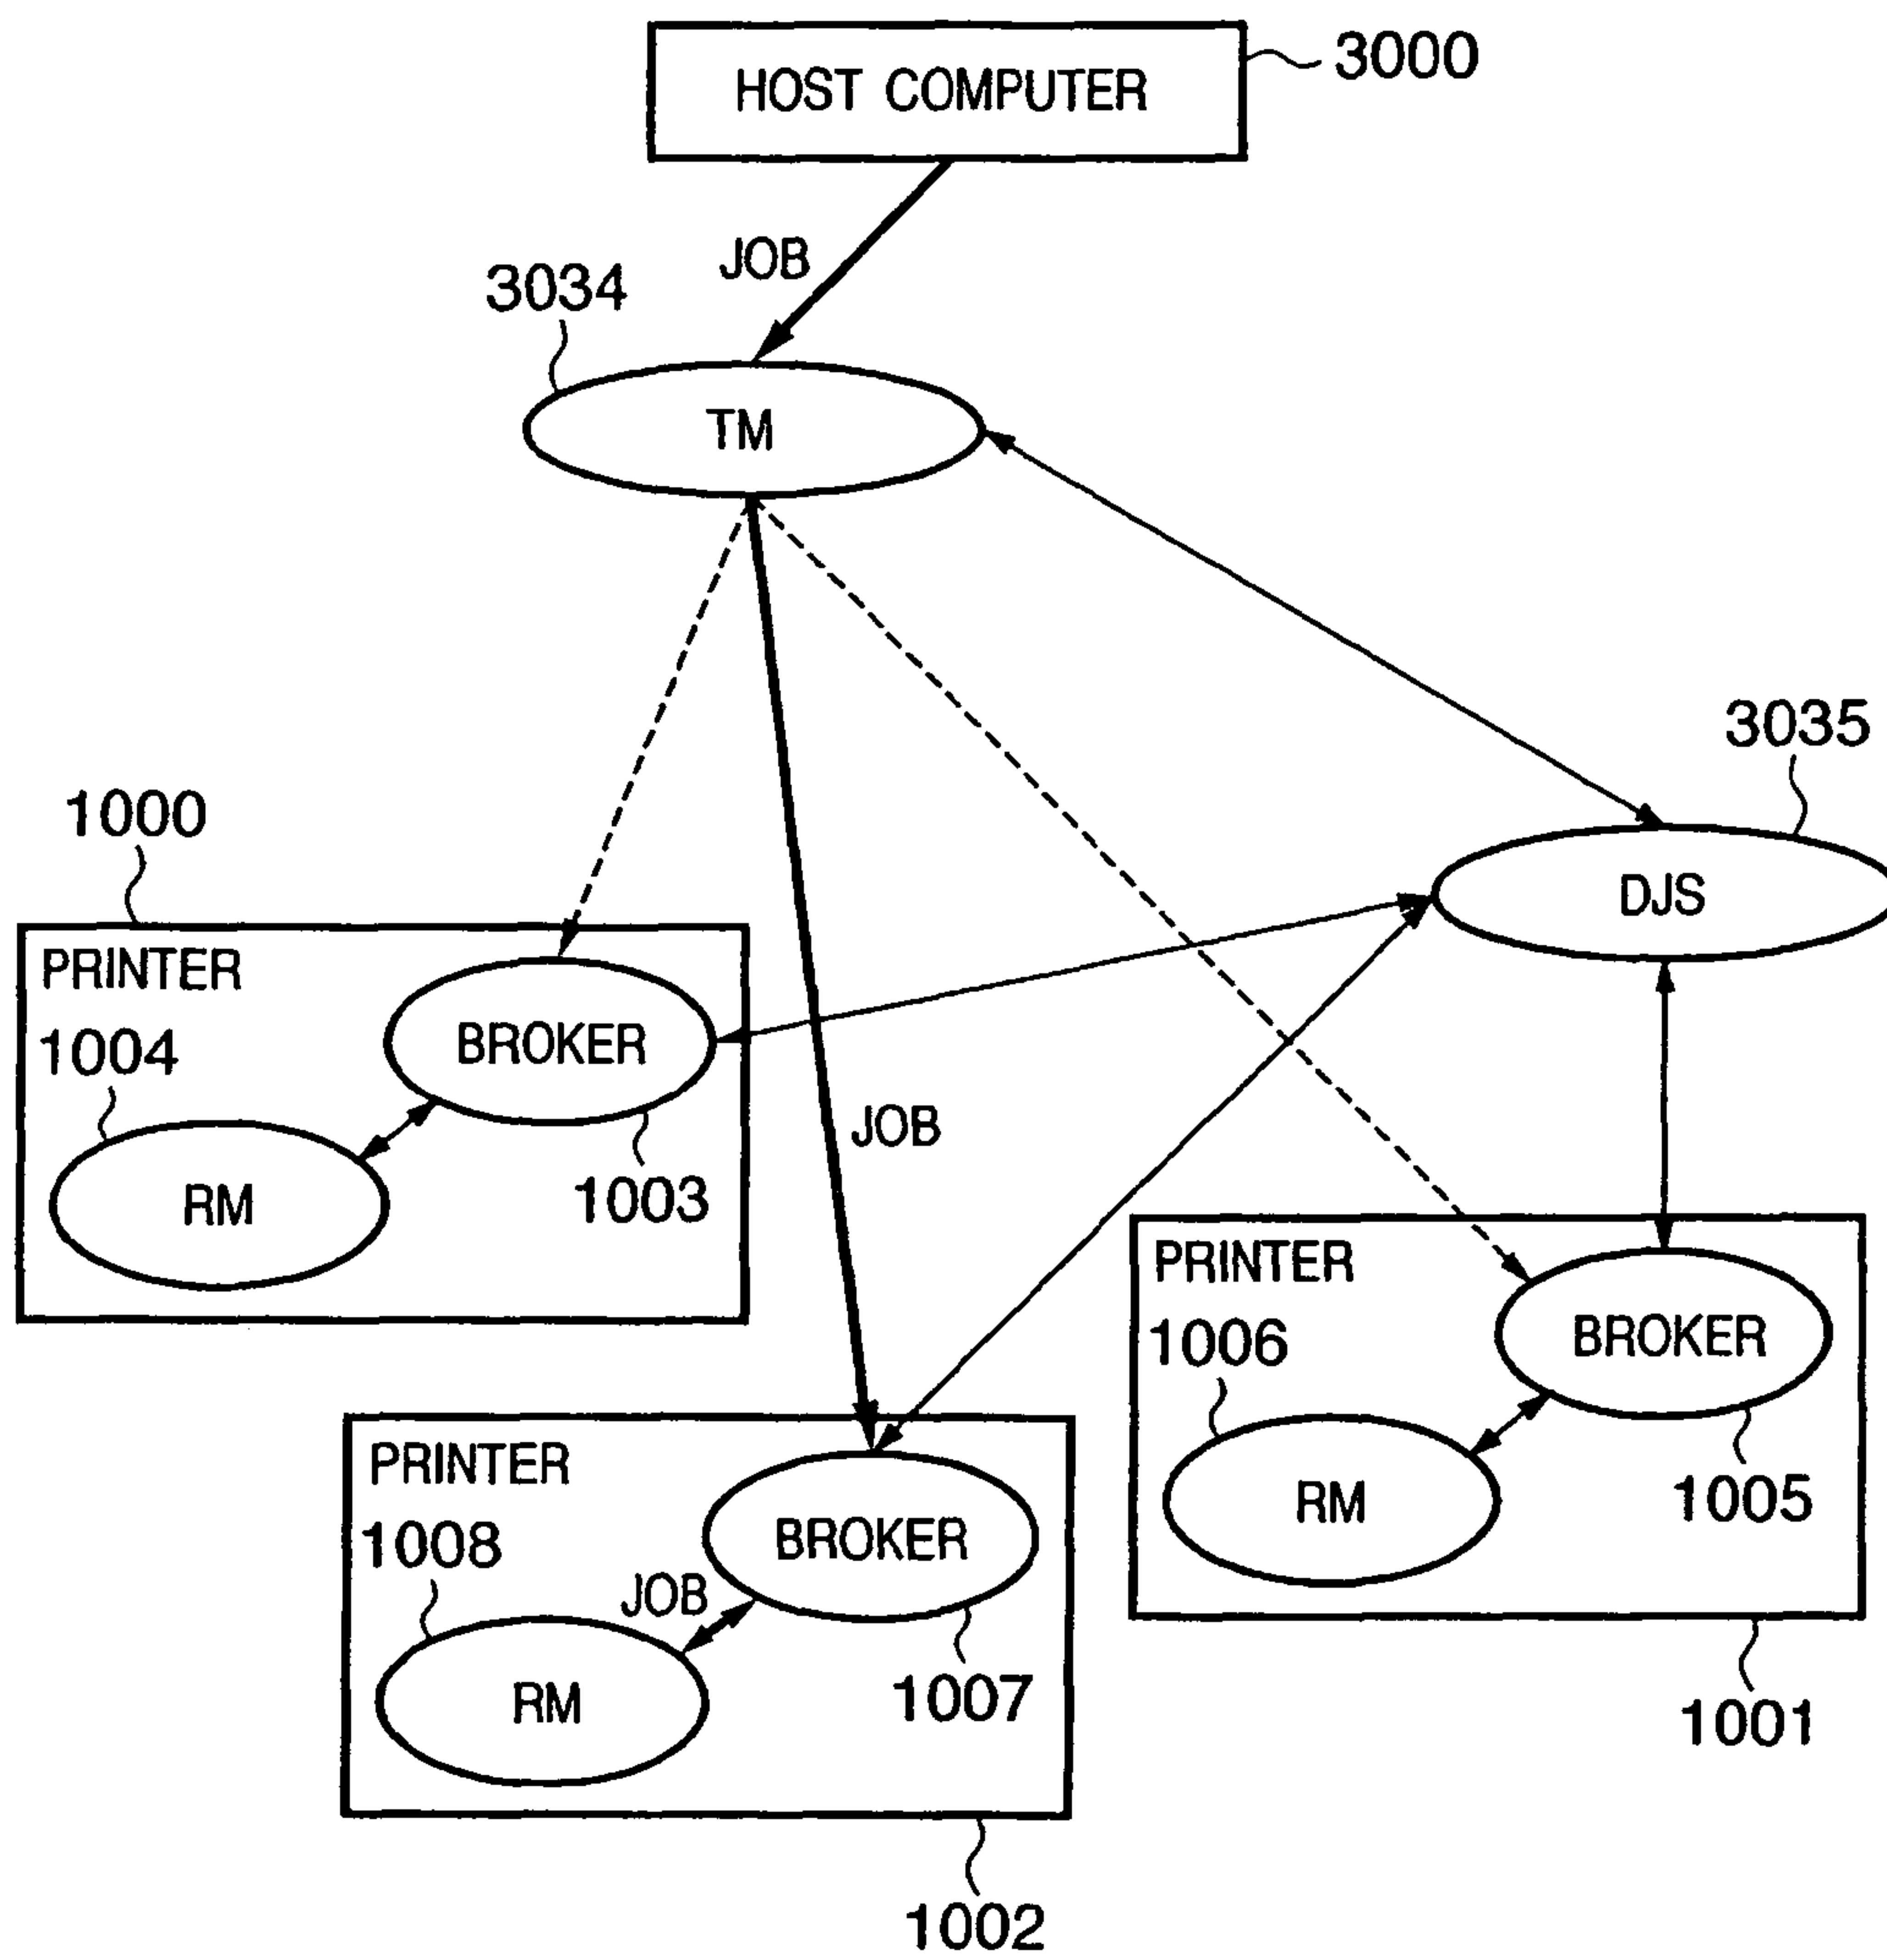 HOST COMPUTER
3000
JOB
3034
TM
3035
DJS
1000
PRINTER
1004
BROKER
RM
1003
JOB
PRINTER
1006
BROKER
RM
1005
1001
PRINTER
1008
BROKER
JOB
RM
1007
1002